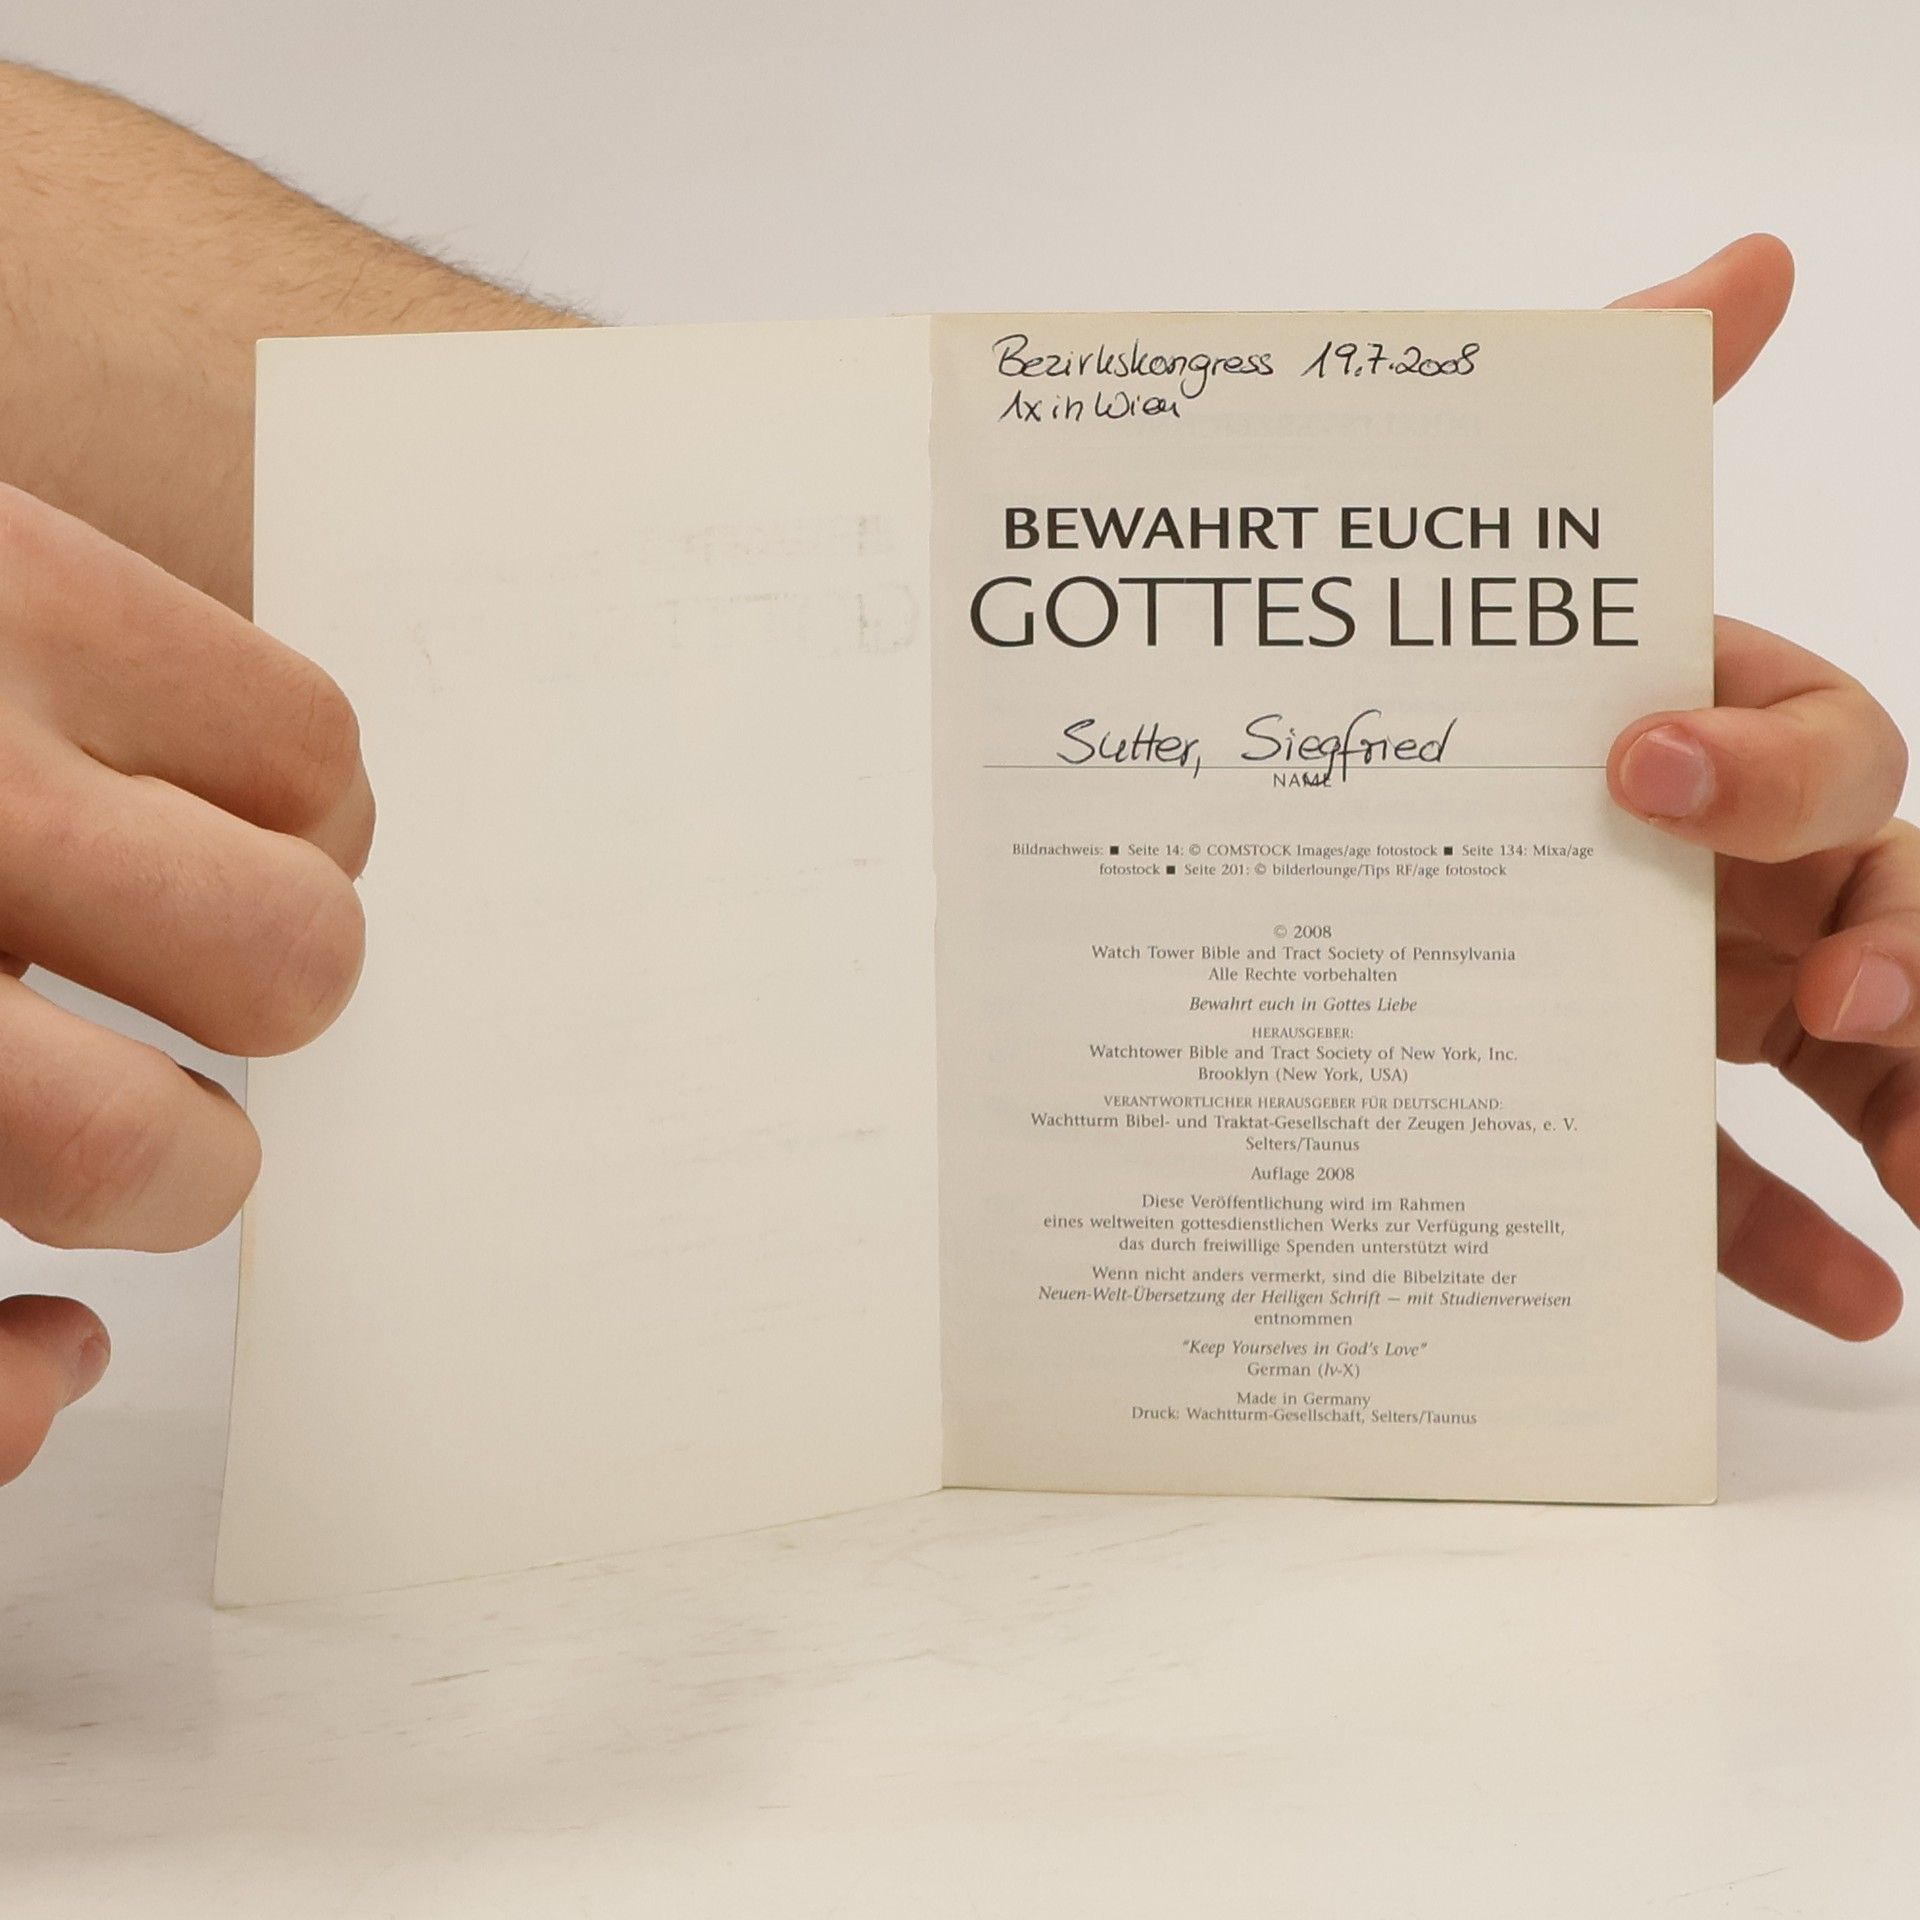 Bezirkskongress 19.7.2008
1x in Wien
BEWAHRT EUCH IN
GOTTES LIEBE
Sutter, Siegfried
NAME
Bildnachweis: ■ Seite 14: © COMSTOCK Images/age fotostock ■ Seite 134: Mixa/age
fotostock ■ Seite 201: © bilderlounge/Tips RF/age fotostock
© 2008
Watch Tower Bible and Tract Society of Pennsylvania
Alle Rechte vorbehalten
Bewahrt euch in Gottes Liebe
HERAUSGEBER:
Watchtower Bible and Tract Society of New York, Inc.
Brooklyn (New York, USA)
VERANTWORTLICHER HERAUSGEBER FÜR DEUTSCHLAND:
Wachtturm Bibel- und Traktat-Gesellschaft der Zeugen Jehovas, e. V.
Selters/Taunus
Auflage 2008
Diese Veröffentlichung wird im Rahmen
eines weltweiten gottesdienstlichen Werks zur Verfügung gestellt,
das durch freiwillige Spenden unterstützt wird
Wenn nicht anders vermerkt, sind die Bibelzitate der
Neuen-Welt-Übersetzung der Heiligen Schrift — mit Studienverweisen
entnommen
"Keep Yourselves in God's Love"
German (lv-X)
Made in Germany
Druck: Wachtturm-Gesellschaft, Selters/Taunus